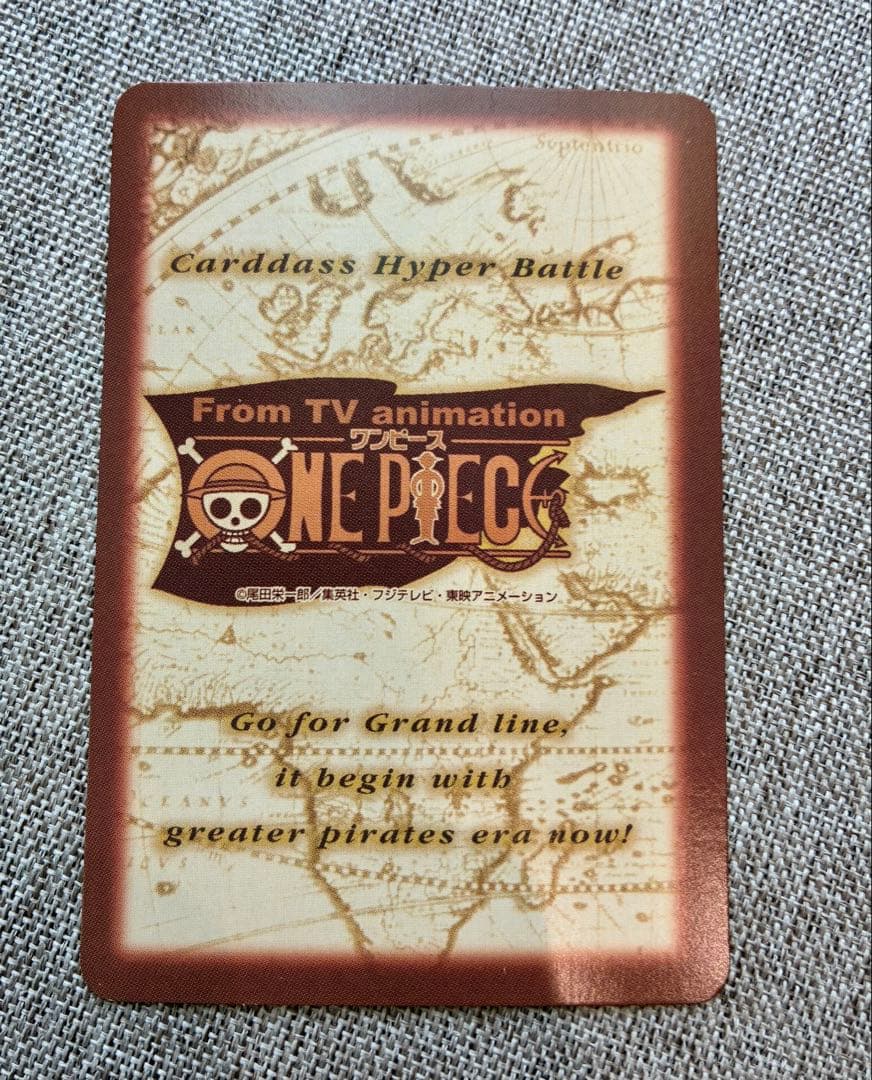 Septentrio
Carddass Hyper Battle
From TV animation
ワンピース
ONE PIECE
©尾田栄一郎/集英社・フジテレビ・東映アニメーション
Go for Grand line,
it begin with
greater pirates era now!